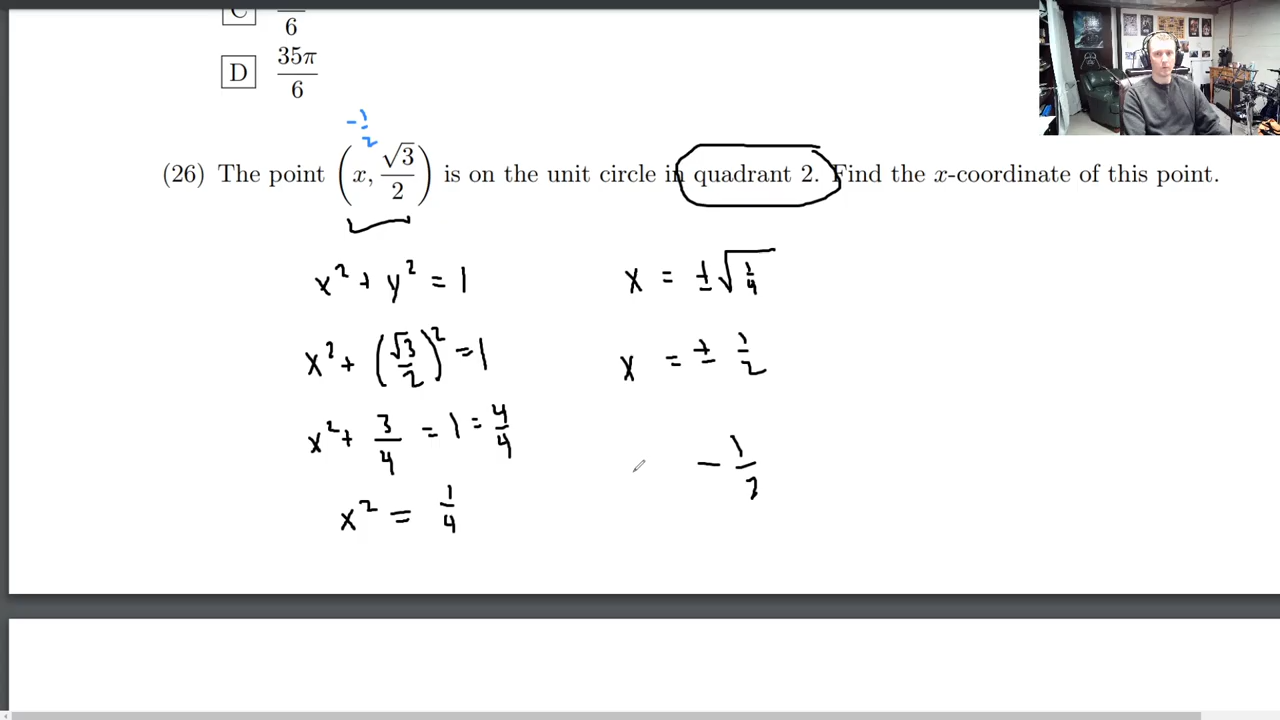 C 6
D 35π/6
-1/2
(26) The point (x, √3/2) is on the unit circle in quadrant 2. Find the x-coordinate of this point.
x² + y² = 1
x² + (√3/2)² = 1
x² + 3/4 = 1 = 4/4
x² = 1/4
x = ±√1/4
x = ± 1/2
- 1/2